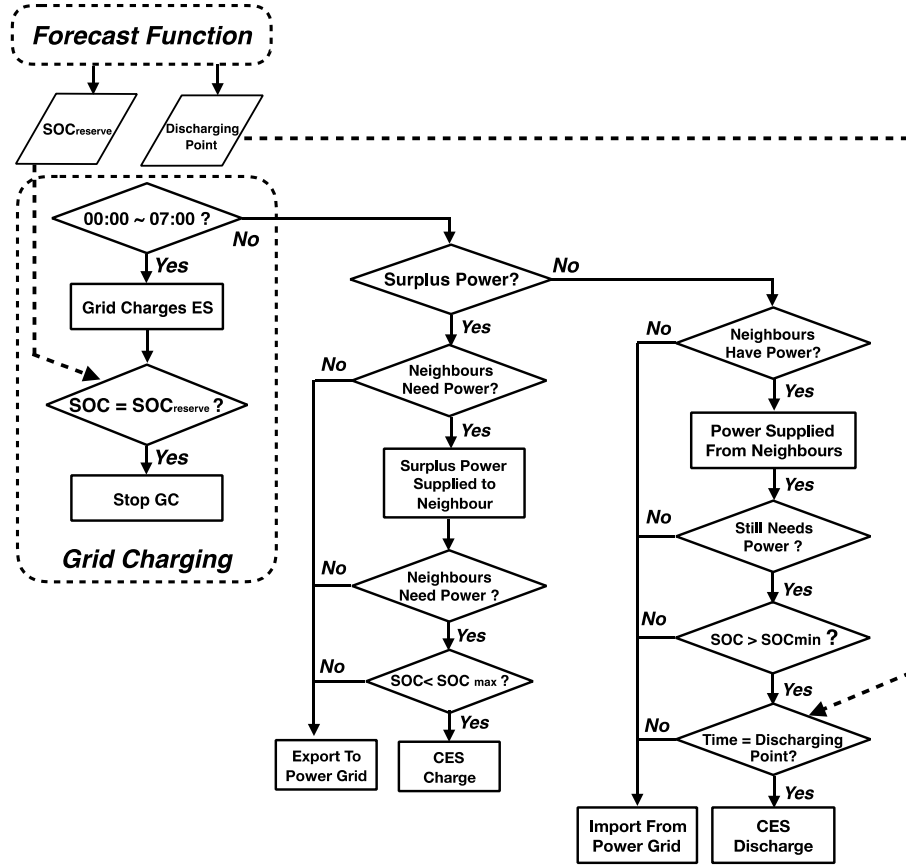 Forecast Function
SOCreserve
Discharging
Point
00:00 ~ 07:00 ?
No
Yes
Grid Charges ES
SOC = SOCreserve ?
Yes
Stop GC
Grid Charging
Surplus Power?
No
Yes
Neighbours
Need Power?
No
Yes
Surplus Power
Supplied to
Neighbour
Neighbours
Need Power ?
No
Yes
SOC< SOC max ?
No
Yes
Export To
Power Grid
CES
Charge
Neighbours
Have Power?
No
Yes
Power Supplied
From Neighbours
Yes
Still Needs
Power ?
No
Yes
SOC > SOCmin ?
No
Yes
Time = Discharging
Point?
No
Yes
Import From
Power Grid
CES
Discharge